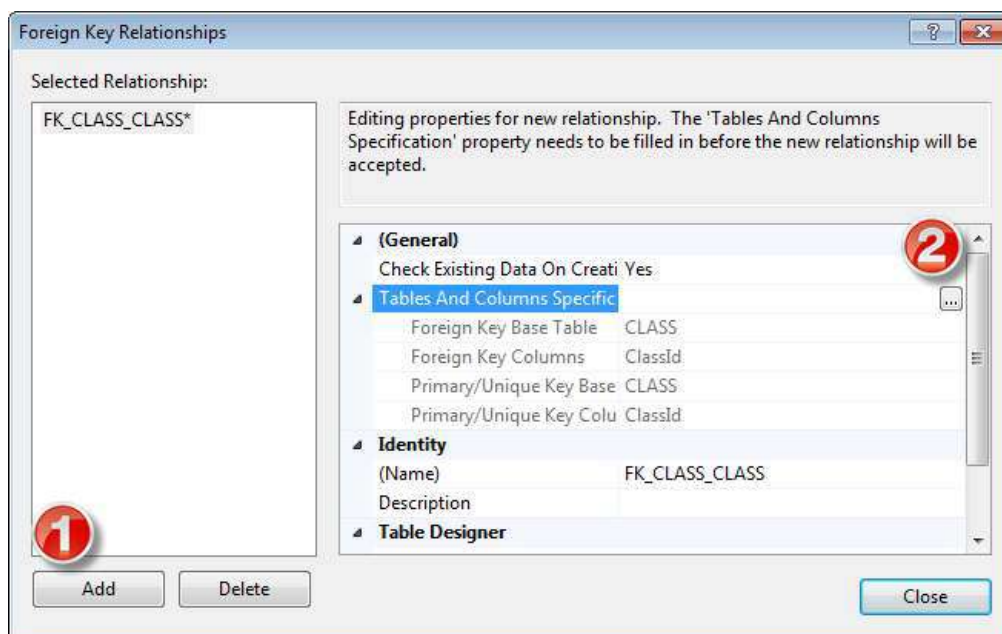 Foreign Key Relationships
?
Selected Relationship:
FK_CLASS_CLASS*
Editing properties for new relationship. The 'Tables And Columns
Specification' property needs to be filled in before the new relationship will be
accepted.
2
(General)
Check Existing Data On Creati Yes
Tables And Columns Specific ...
Foreign Key Base Table CLASS
Foreign Key Columns ClassId
Primary/Unique Key Base CLASS
Primary/Unique Key Colu ClassId
Identity
(Name) FK_CLASS_CLASS
Description
Table Designer
1
Add Delete Close